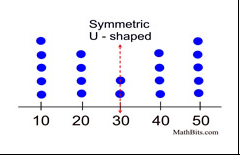 Symmetric
U - shaped
10 20 30 40 50
MathBits.com